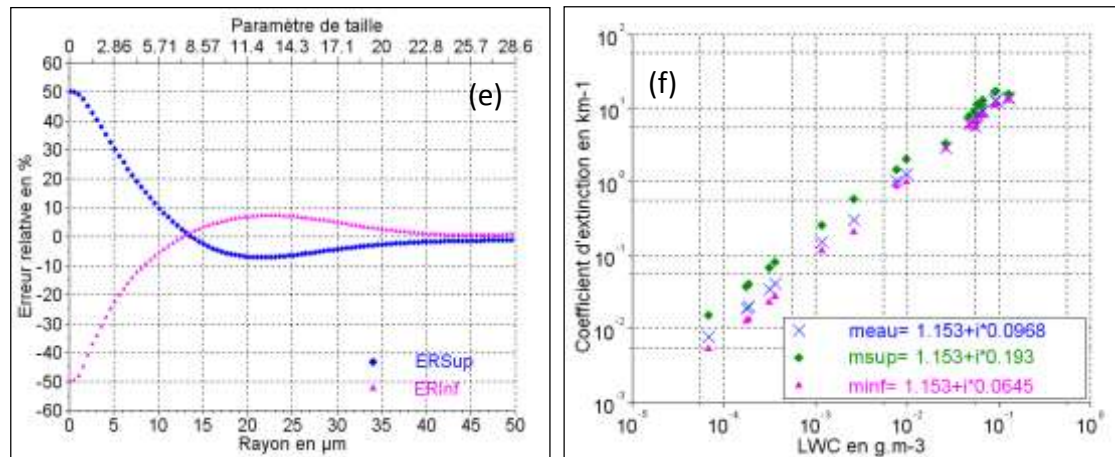 Paramètre de taille
0 2.86 5.71 8.57 11.4 14.3 17.1 20 22.8 25.7 28.6
60
50
40
30
20
10
0
-10
-20
-30
-40
-50
-60
Erreur relative en %
(e)
ERSup
ERInf
0 5 10 15 20 25 30 35 40 45 50
Rayon en µm
(f)
10²
10¹
10⁰
10⁻¹
10⁻²
10⁻³
Coefficient d'extinction en km-1
meau= 1.153+i*0.0968
msup= 1.153+i*0.193
minf= 1.153+i*0.0645
10⁻⁵ 10⁻⁴ 10⁻³ 10⁻² 10⁻¹ 10⁰
LWC en g.m-3